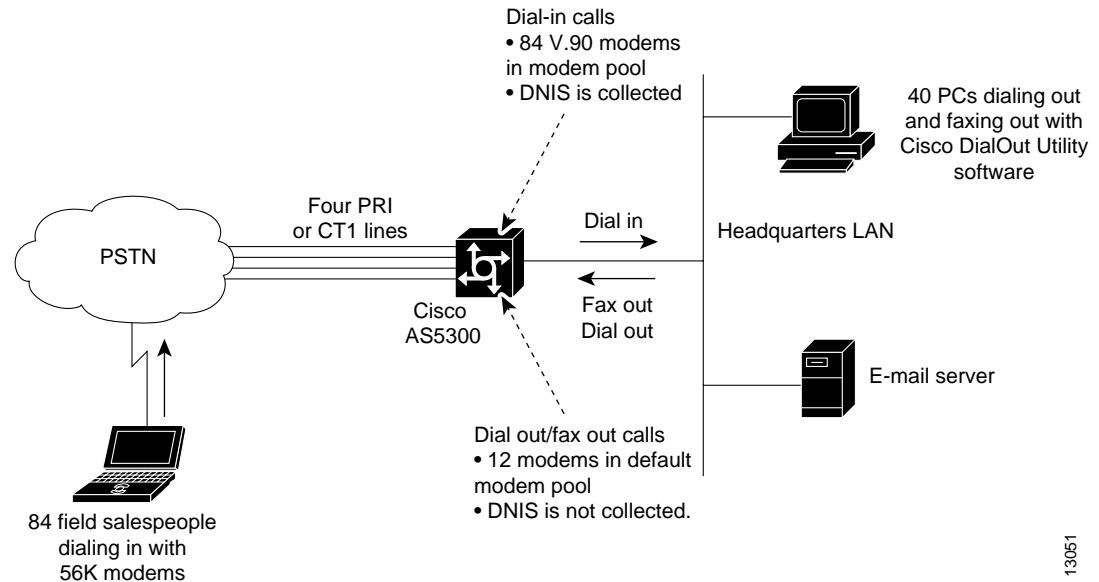 Dial-in calls
• 84 V.90 modems
in modem pool
• DNIS is collected
40 PCs dialing out
and faxing out with
Cisco DialOut Utility
software
Four PRI
or CT1 lines
PSTN
Dial in
Headquarters LAN
Cisco
AS5300
Fax out
Dial out
E-mail server
Dial out/fax out calls
• 12 modems in default
modem pool
• DNIS is not collected.
84 field salespeople
dialing in with
56K modems
13051